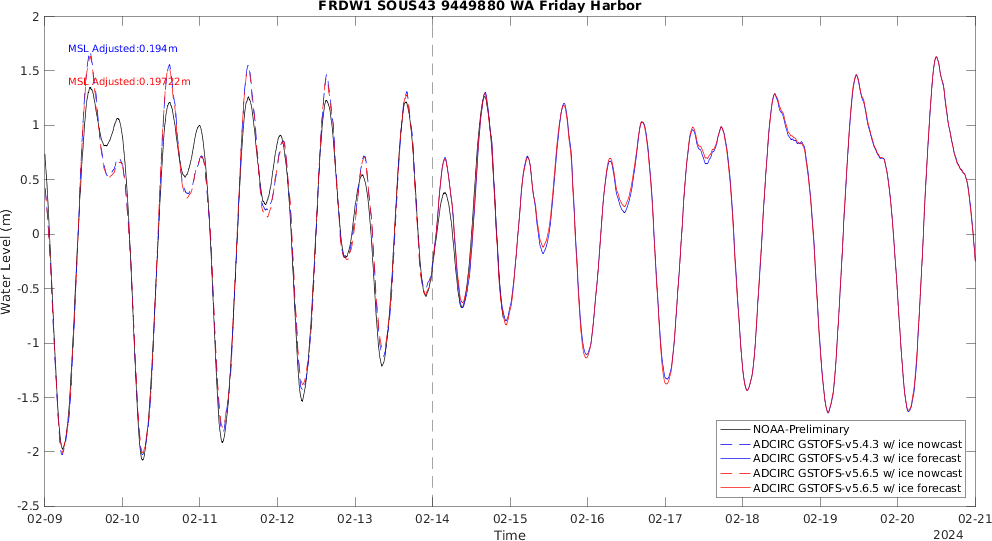 FRDW1 SOUS43 9449880 WA Friday Harbor
MSL Adjusted:0.194m
MSL Adjusted:0.19722m
Water Level (m)
2
1.5
1
0.5
0
-0.5
-1
-1.5
-2
-2.5
NOAA-Preliminary
ADCIRC GSTOFS-v5.4.3 w/ ice nowcast
ADCIRC GSTOFS-v5.4.3 w/ ice forecast
ADCIRC GSTOFS-v5.6.5 w/ ice nowcast
ADCIRC GSTOFS-v5.6.5 w/ ice forecast
02-09 02-10 02-11 02-12 02-13 02-14 02-15 02-16 02-17 02-18 02-19 02-20 02-21
Time
2024